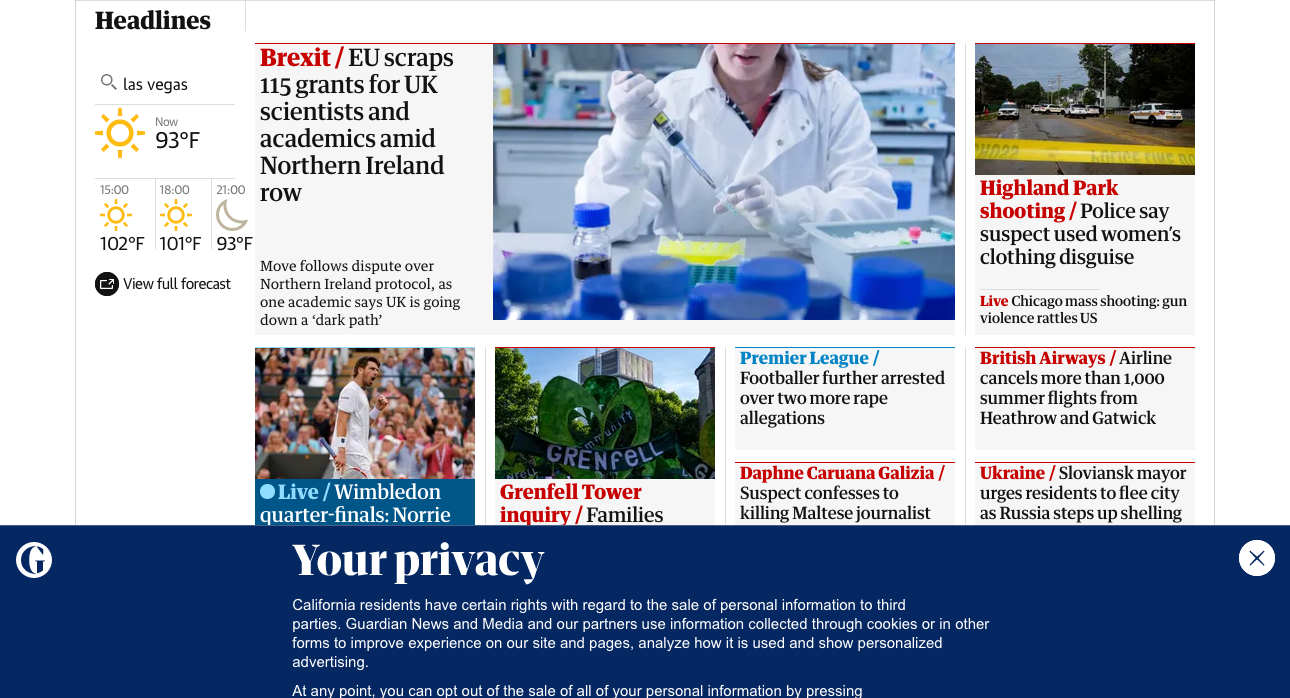 Headlines
las vegas
Now
93°F
15:00
18:00
21:00
102°F
101°F
93°F
View full forecast
Brexit / EU scraps
115 grants for UK
scientists and
academics amid
Northern Ireland
row
Move follows dispute over
Northern Ireland protocol, as
one academic says UK is going
down a ‘dark path’
Highland Park
shooting / Police say
suspect used women’s
clothing disguise
Live Chicago mass shooting: gun
violence rattles US
Live / Wimbledon
quarter-finals: Norrie
community
GRENFELL
Grenfell Tower
inquiry / Families
Premier League /
Footballer further arrested
over two more rape
allegations
British Airways / Airline
cancels more than 1,000
summer flights from
Heathrow and Gatwick
Daphne Caruana Galizia /
Suspect confesses to
killing Maltese journalist
Ukraine / Sloviansk mayor
urges residents to flee city
as Russia steps up shelling
G
Your privacy
California residents have certain rights with regard to the sale of personal information to third
parties. Guardian News and Media and our partners use information collected through cookies or in other
forms to improve experience on our site and pages, analyze how it is used and show personalized
advertising.
At any point, you can opt out of the sale of all of your personal information by pressing